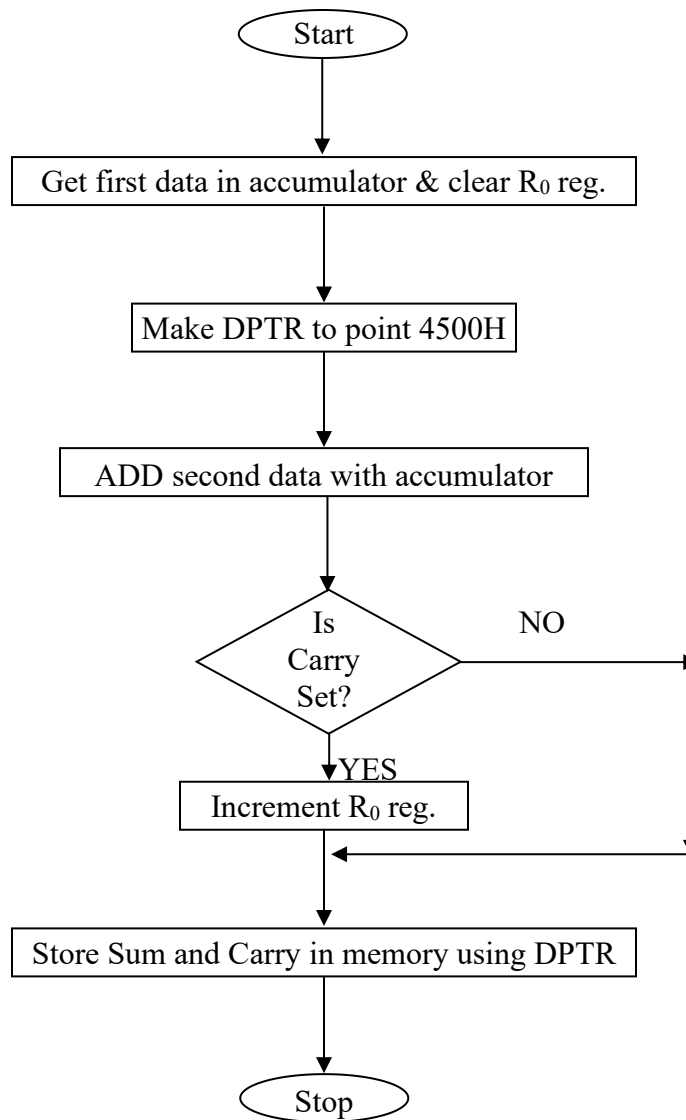 Start
Get first data in accumulator & clear R₀ reg.
Make DPTR to point 4500H
ADD second data with accumulator
Is
Carry
Set?
NO
YES
Increment R₀ reg.
Store Sum and Carry in memory using DPTR
Stop